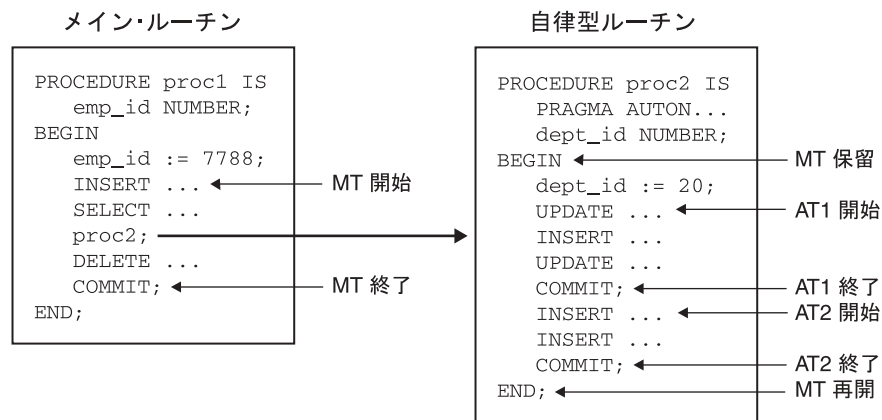 メイン・ルーチン
PROCEDURE proc1 IS
emp_id NUMBER;
BEGIN
emp_id := 7788;
INSERT ... MT 開始
SELECT ...
proc2;
DELETE ...
COMMIT; MT 終了
END;
自律型ルーチン
PROCEDURE proc2 IS
PRAGMA AUTON...
dept_id NUMBER;
BEGIN MT 保留
dept_id := 20;
UPDATE ... AT1 開始
INSERT ...
UPDATE ...
COMMIT; AT1 終了
INSERT ... AT2 開始
INSERT ...
COMMIT; AT2 終了
END; MT 再開